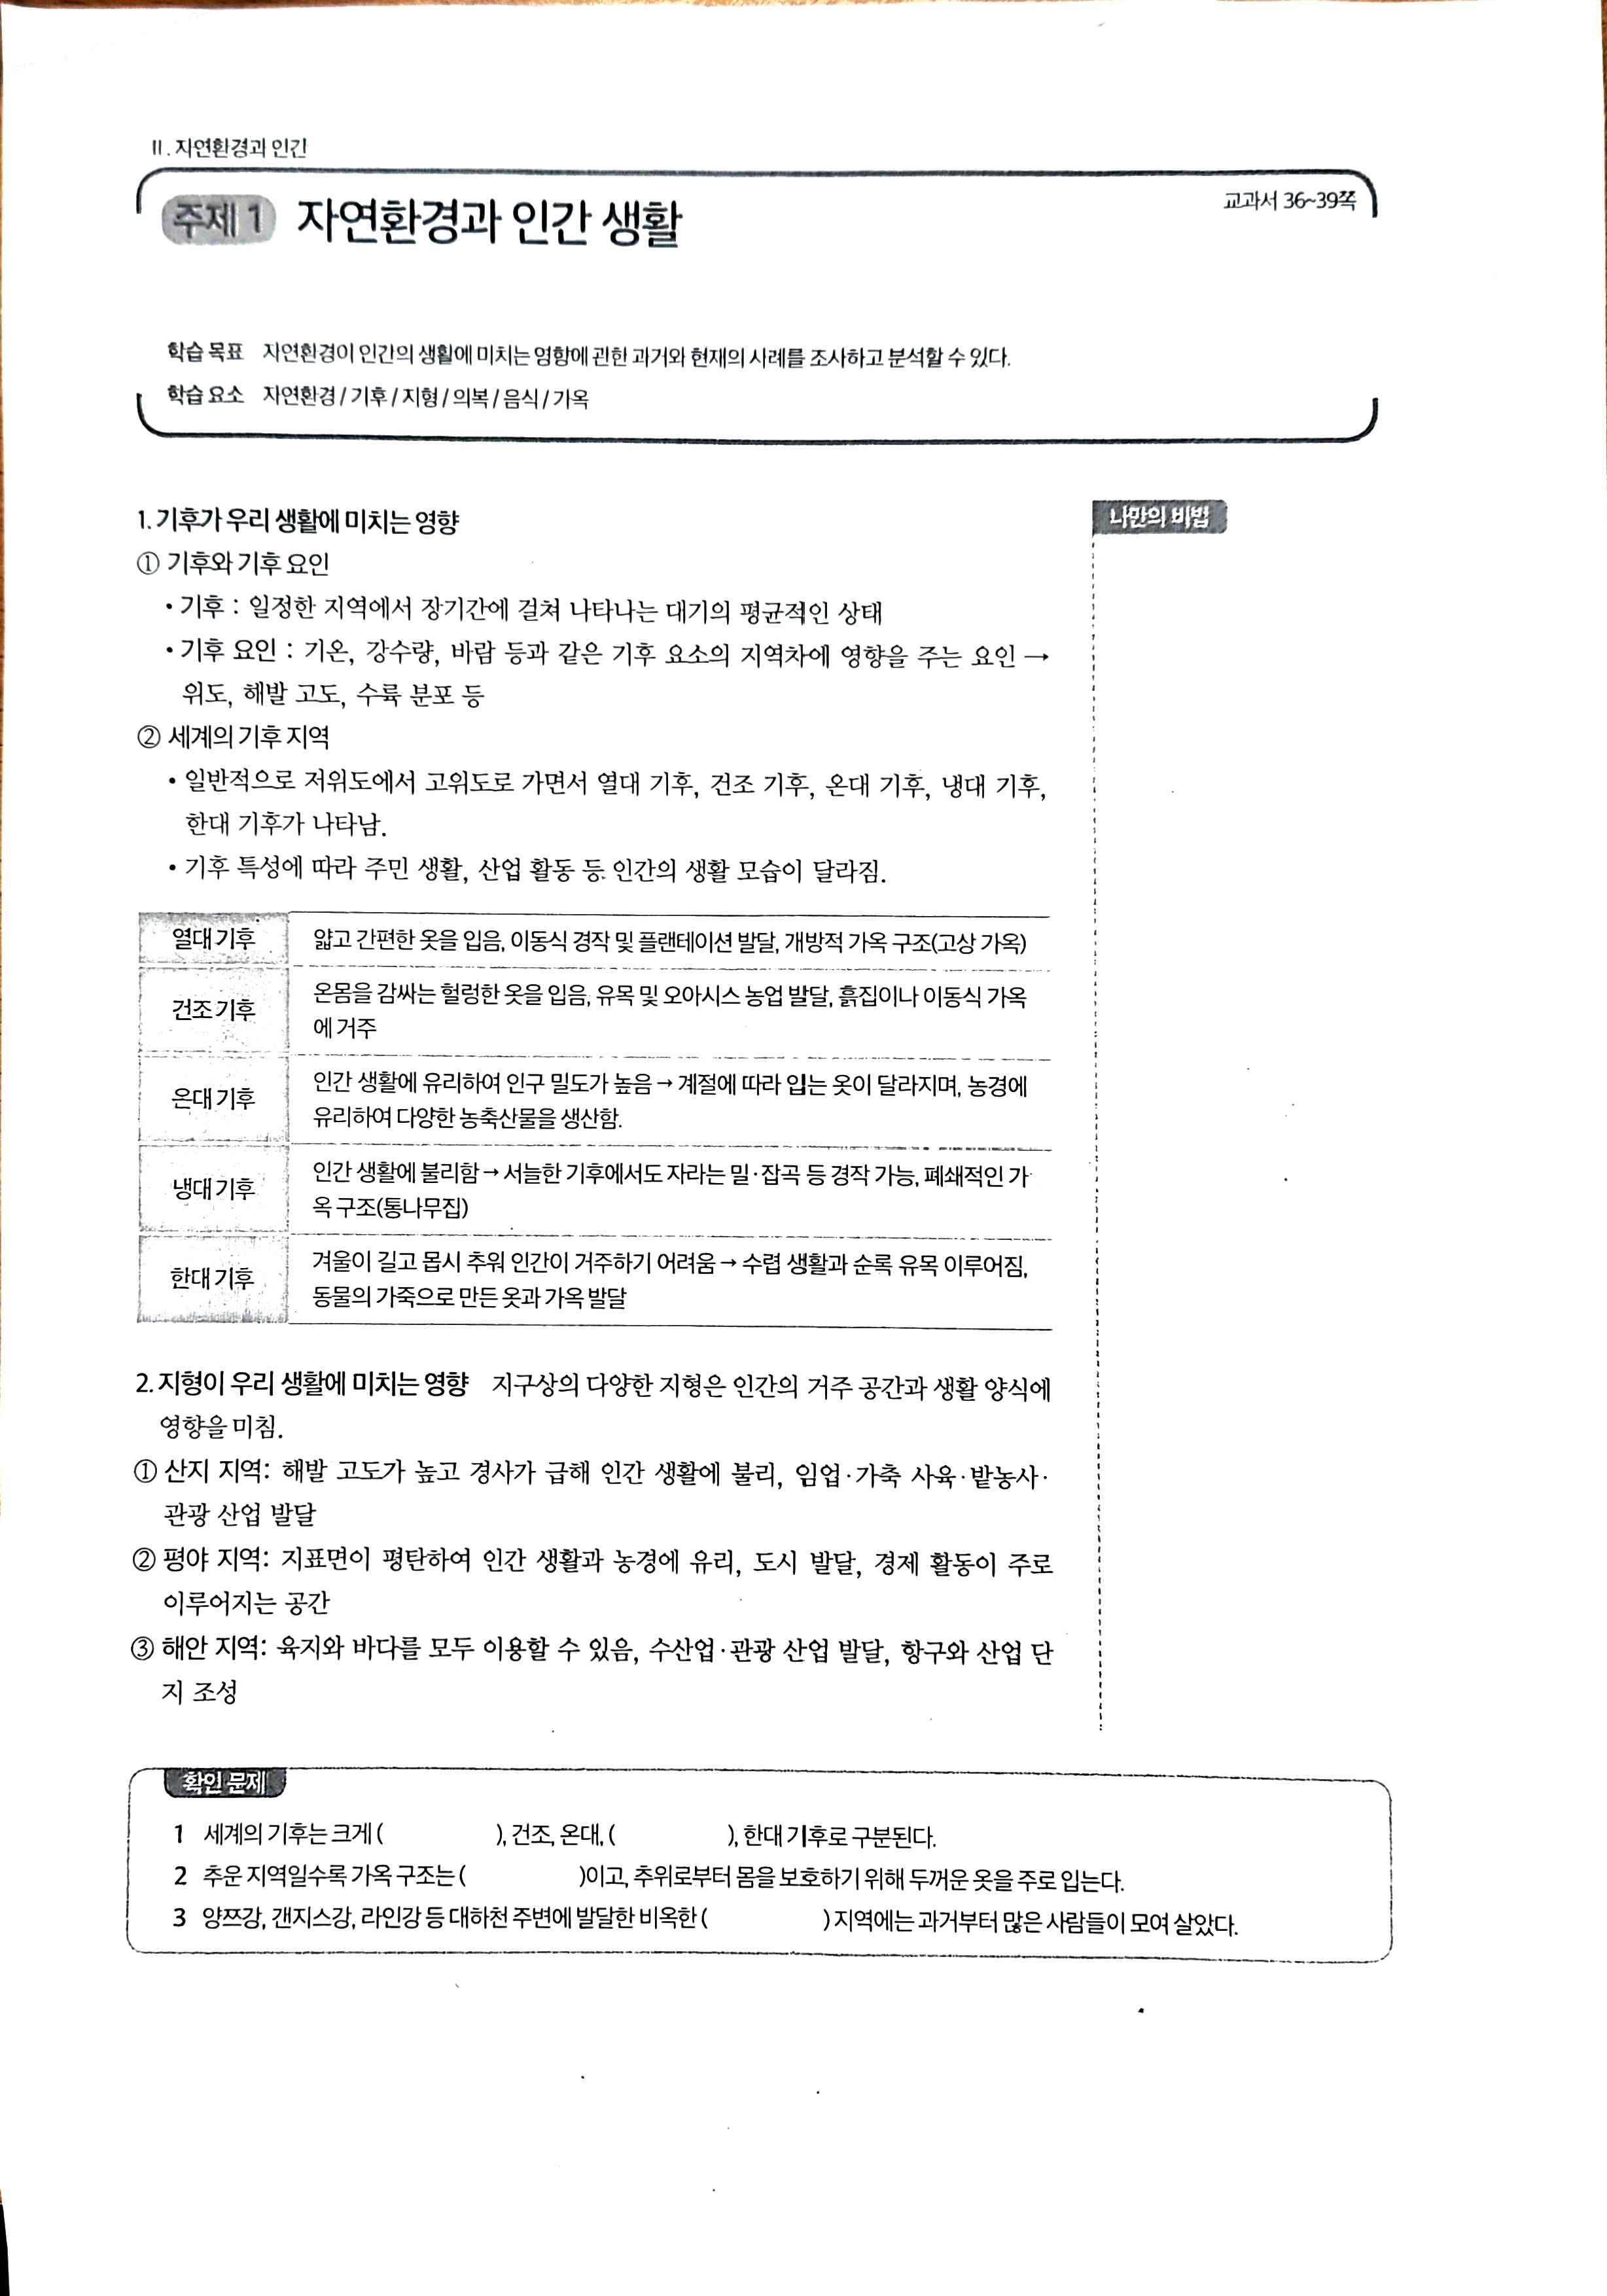 II. 자연환경과 인간
주제 1 자연환경과 인간 생활
교과서 36~39쪽
학습 목표 자연환경이 인간의 생활에 미치는 영향에 관한 과거와 현재의 사례를 조사하고 분석할 수 있다.
학습 요소 자연환경 / 기후 / 지형 / 의복 / 음식 / 가옥
1. 기후가 우리 생활에 미치는 영향
① 기후와 기후 요인
• 기후 : 일정한 지역에서 장기간에 걸쳐 나타나는 대기의 평균적인 상태
• 기후 요인 : 기온, 강수량, 바람 등과 같은 기후 요소의 지역차에 영향을 주는 요인 →
위도, 해발 고도, 수륙 분포 등
② 세계의 기후 지역
• 일반적으로 저위도에서 고위도로 가면서 열대 기후, 건조 기후, 온대 기후, 냉대 기후,
한대 기후가 나타남.
• 기후 특성에 따라 주민 생활, 산업 활동 등 인간의 생활 모습이 달라짐.
열대 기후 얇고 간편한 옷을 입음, 이동식 경작 및 플랜테이션 발달, 개방적 가옥 구조(고상 가옥)
건조 기후 온몸을 감싸는 헐렁한 옷을 입음, 유목 및 오아시스 농업 발달, 흙집이나 이동식 가옥
에 거주
온대 기후 인간 생활에 유리하여 인구 밀도가 높음 → 계절에 따라 입는 옷이 달라지며, 농경에
유리하여 다양한 농축산물을 생산함.
냉대 기후 인간 생활에 불리함 → 서늘한 기후에서도 자라는 밀·잡곡 등 경작 가능, 폐쇄적인 가
옥 구조(통나무집)
한대 기후 겨울이 길고 몹시 추워 인간이 거주하기 어려움 → 수렵 생활과 순록 유목 이루어짐,
동물의 가죽으로 만든 옷과 가옥 발달
2. 지형이 우리 생활에 미치는 영향 지구상의 다양한 지형은 인간의 거주 공간과 생활 양식에
영향을 미침.
① 산지 지역: 해발 고도가 높고 경사가 급해 인간 생활에 불리, 임업·가축 사육·밭농사·
관광 산업 발달
② 평야 지역: 지표면이 평탄하여 인간 생활과 농경에 유리, 도시 발달, 경제 활동이 주로
이루어지는 공간
③ 해안 지역: 육지와 바다를 모두 이용할 수 있음, 수산업·관광 산업 발달, 항구와 산업 단
지 조성
나만의 비법
확인 문제
1 세계의 기후는 크게 ( ), 건조, 온대, ( ), 한대 기후로 구분된다.
2 추운 지역일수록 가옥 구조는 ( )이고, 추위로부터 몸을 보호하기 위해 두꺼운 옷을 주로 입는다.
3 양쯔강, 갠지스강, 라인강 등 대하천 주변에 발달한 비옥한 ( ) 지역에는 과거부터 많은 사람들이 모여 살았다.